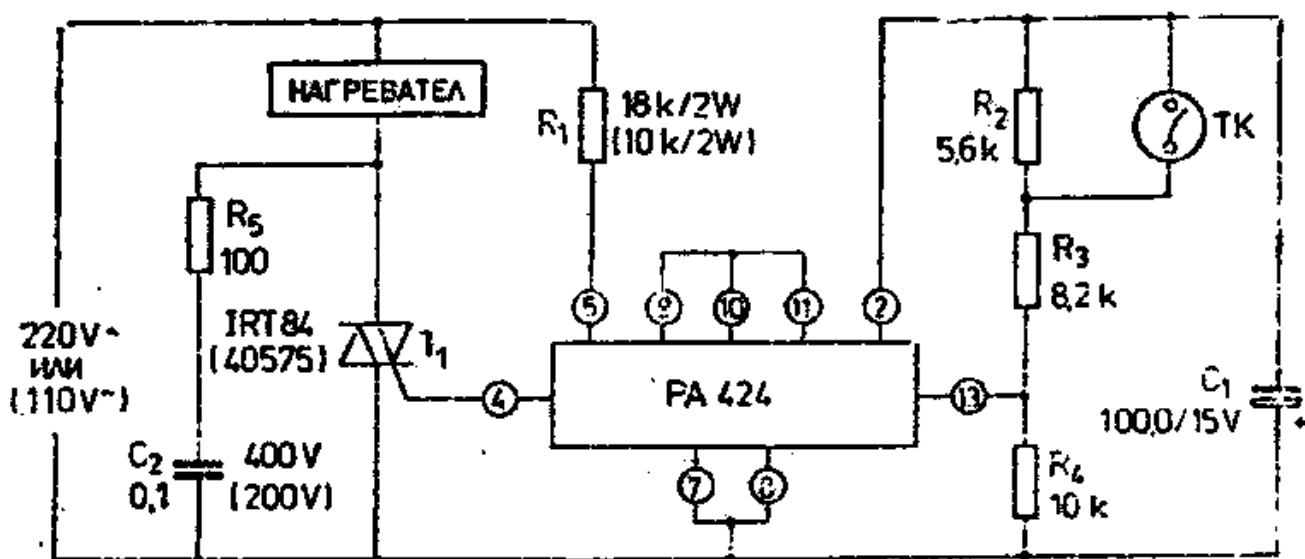 НАГРЕВАТЕЛ
R1
18k/2W
(10k/2W)
R2
5,6k
TK
R5
100
R3
8,2k
5
9
10
11
2
220V~
ИЛИ
(110V~)
IRT84
(40575)
T1
4
PA 424
13
C1
100,0/15V
+
C2
0,1
400V
(200V)
7
8
R4
10k